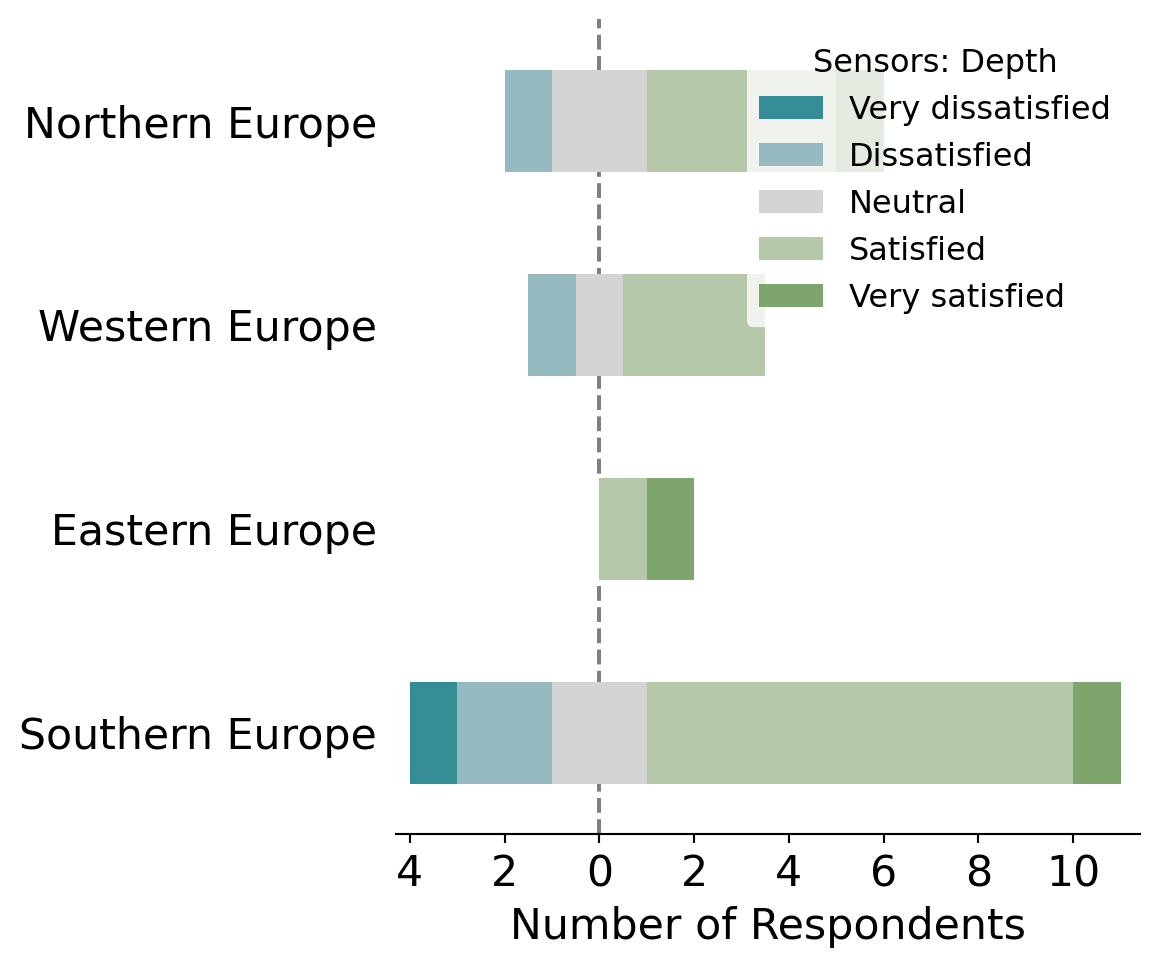 Sensors: Depth
Very dissatisfied
Dissatisfied
Neutral
Satisfied
Very satisfied
Northern Europe
Western Europe
Eastern Europe
Southern Europe
4 2 0 2 4 6 8 10
Number of Respondents